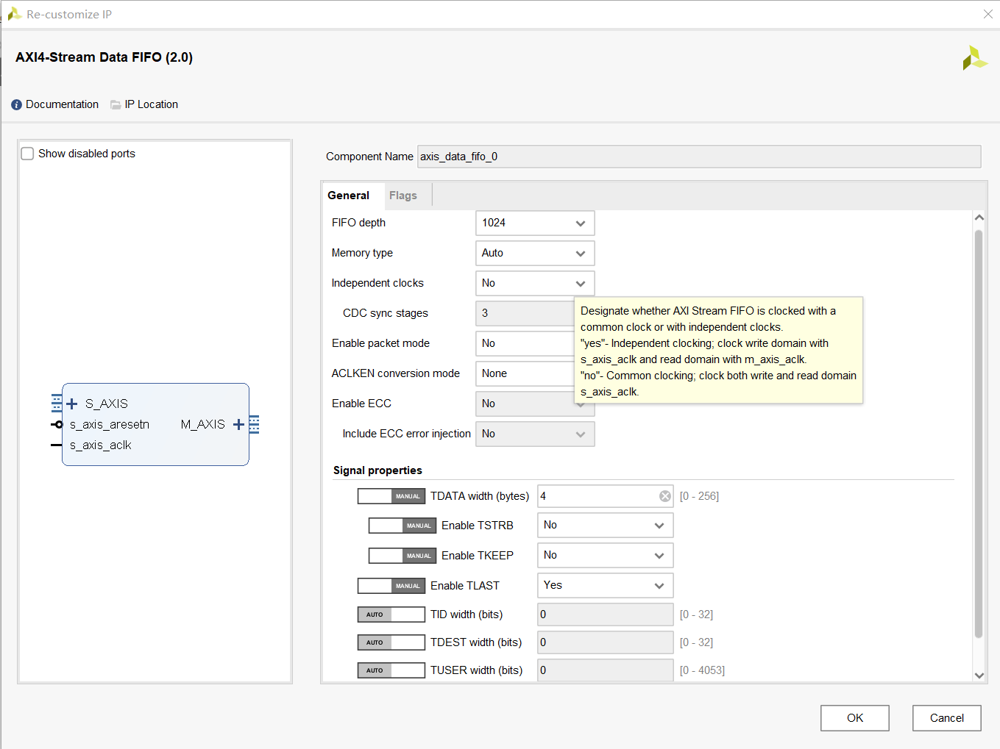 Re-customize IP
AXI4-Stream Data FIFO (2.0)
Documentation IP Location
Show disabled ports
S_AXIS
s_axis_aresetn M_AXIS
s_axis_aclk
Component Name axis_data_fifo_0
General Flags
FIFO depth 1024
Memory type Auto
Independent clocks No
CDC sync stages 3
Enable packet mode No
ACLKEN conversion mode None
Enable ECC No
Include ECC error injection No
Designate whether AXI Stream FIFO is clocked with a
common clock or with independent clocks.
"yes"- Independent clocking; clock write domain with
s_axis_aclk and read domain with m_axis_aclk.
"no"- Common clocking; clock both write and read domain
s_axis_aclk.
Signal properties
MANUAL TDATA width (bytes) 4 [0 - 256]
MANUAL Enable TSTRB No
MANUAL Enable TKEEP No
MANUAL Enable TLAST Yes
AUTO TID width (bits) 0 [0 - 32]
AUTO TDEST width (bits) 0 [0 - 32]
AUTO TUSER width (bits) 0 [0 - 4053]
OK Cancel